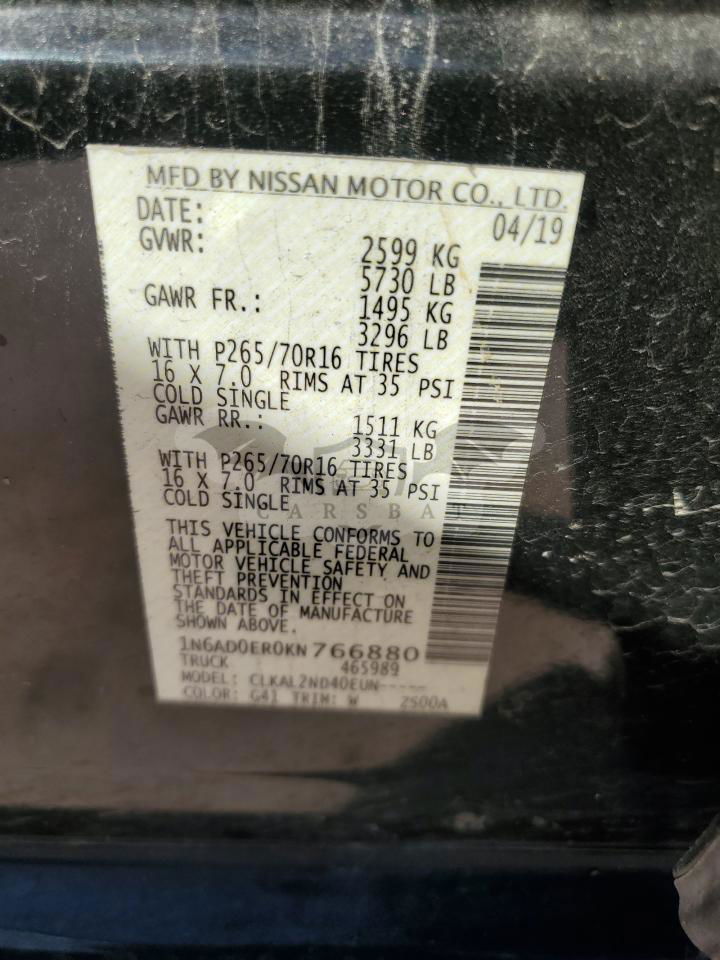 MFD BY NISSAN MOTOR CO., LTD.
DATE: 04/19
GVWR: 2599 KG
5730 LB
GAWR FR.: 1495 KG
3296 LB
WITH P265/70R16 TIRES
16 X 7.0 RIMS AT 35 PSI
COLD SINGLE
GAWR RR.: 1511 KG
3331 LB
WITH P265/70R16 TIRES
16 X 7.0 RIMS AT 35 PSI
COLD SINGLE
CARSBAT
THIS VEHICLE CONFORMS TO
ALL APPLICABLE FEDERAL
MOTOR VEHICLE SAFETY AND
THEFT PREVENTION
STANDARDS IN EFFECT ON
THE DATE OF MANUFACTURE
SHOWN ABOVE.
1N6AD0ER0KN766880
TRUCK 465989
MODEL: CLKAL2ND40EUN-----
COLOR: G41 TRIM: W 2500A